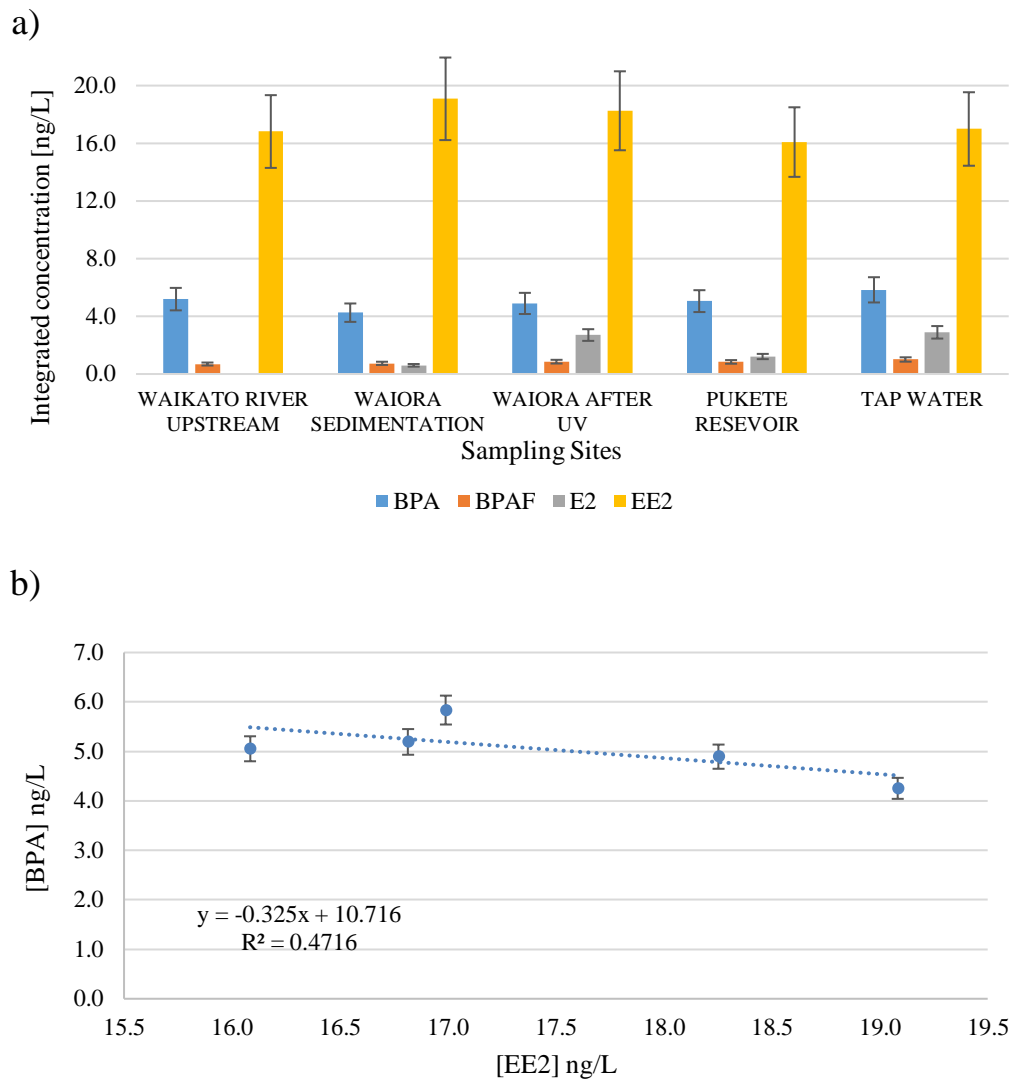 a)
Integrated concentration [ng/L]
20.0
16.0
12.0
8.0
4.0
0.0
WAIKATO RIVER UPSTREAM
WAIORA SEDIMENTATION
WAIORA AFTER UV
PUKETE RESEVOIR
TAP WATER
Sampling Sites
BPA BPAF E2 EE2
b)
[BPA] ng/L
7.0
6.0
5.0
4.0
3.0
2.0
1.0
0.0
y = -0.325x + 10.716
R² = 0.4716
15.5 16.0 16.5 17.0 17.5 18.0 18.5 19.0 19.5
[EE2] ng/L